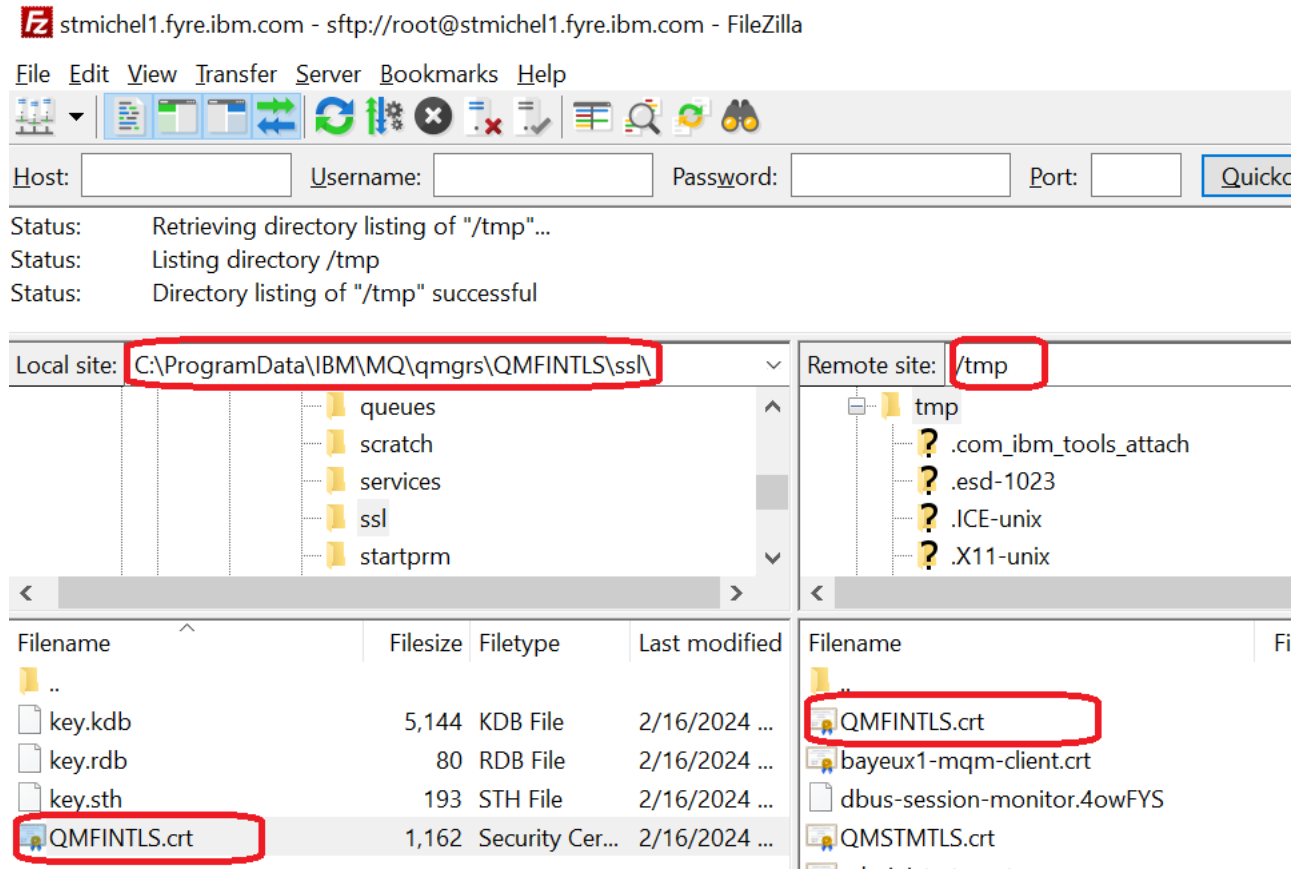 stmichel1.fyre.ibm.com - sftp://root@stmichel1.fyre.ibm.com - FileZilla
File Edit View Transfer Server Bookmarks Help
Host: Username: Password: Port:
Status: Retrieving directory listing of "/tmp"...
Status: Listing directory /tmp
Status: Directory listing of "/tmp" successful
Local site: C:\ProgramData\IBM\MQ\qmgrs\QMFINTLS\ssl\
queues
scratch
services
ssl
startprm
Remote site: /tmp
tmp
.com_ibm_tools_attach
.esd-1023
.ICE-unix
.X11-unix
Filename Filesize Filetype Last modified
..
key.kdb 5,144 KDB File 2/16/2024 ...
key.rdb 80 RDB File 2/16/2024 ...
key.sth 193 STH File 2/16/2024 ...
QMFINTLS.crt 1,162 Security Cer... 2/16/2024 ...
Filename
..
QMFINTLS.crt
bayeux1-mqm-client.crt
dbus-session-monitor.4owFYS
QMSTMTLS.crt